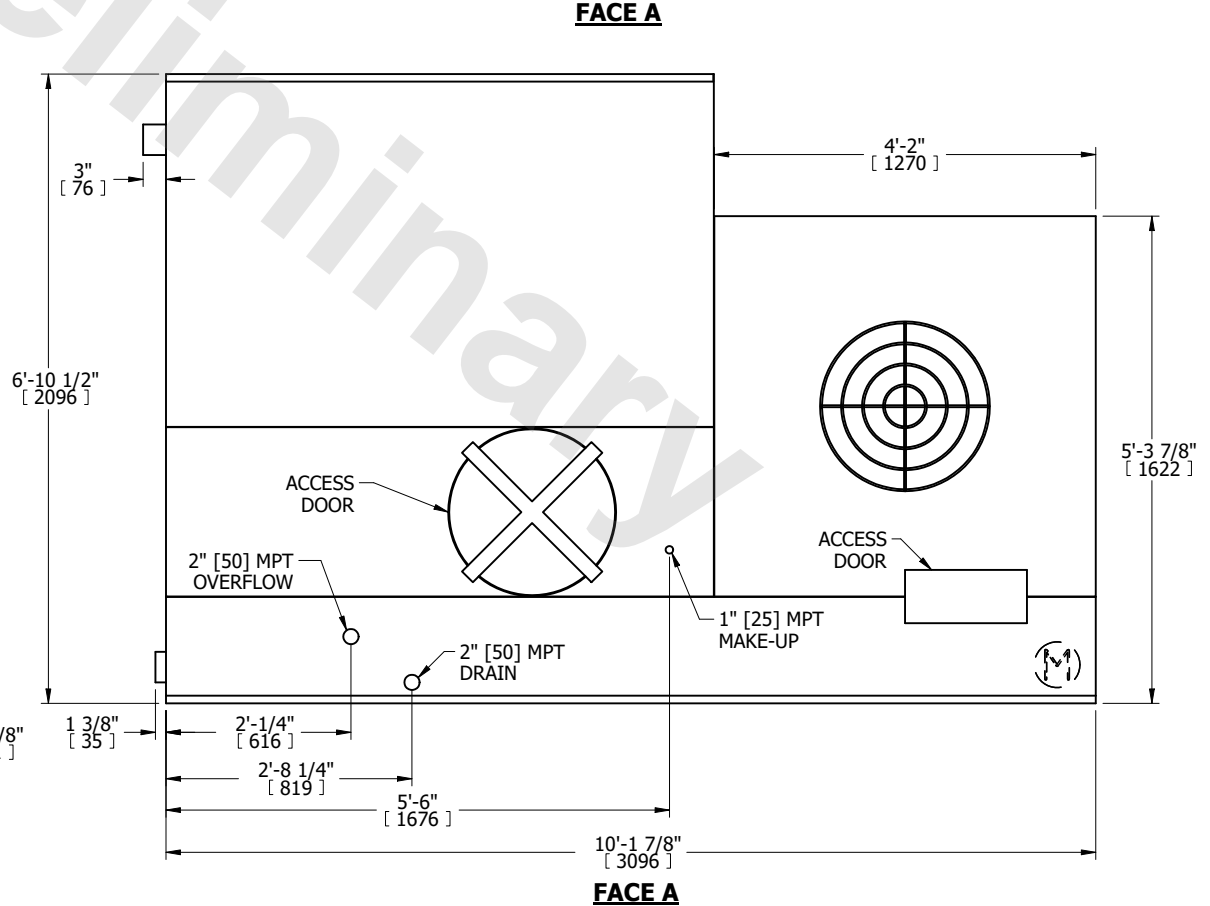 FACE A
eliminary
4'-2"
[ 1270 ]
3"
[ 76 ]
6'-10 1/2"
[ 2096 ]
5'-3 7/8"
[ 1622 ]
ACCESS
DOOR
ACCESS
DOOR
2" [50] MPT
OVERFLOW
1" [25] MPT
MAKE-UP
2" [50] MPT
DRAIN
M
/8"
]
1 3/8"
[ 35 ]
2'-1/4"
[ 616 ]
2'-8 1/4"
[ 819 ]
5'-6"
[ 1676 ]
10'-1 7/8"
[ 3096 ]
FACE A